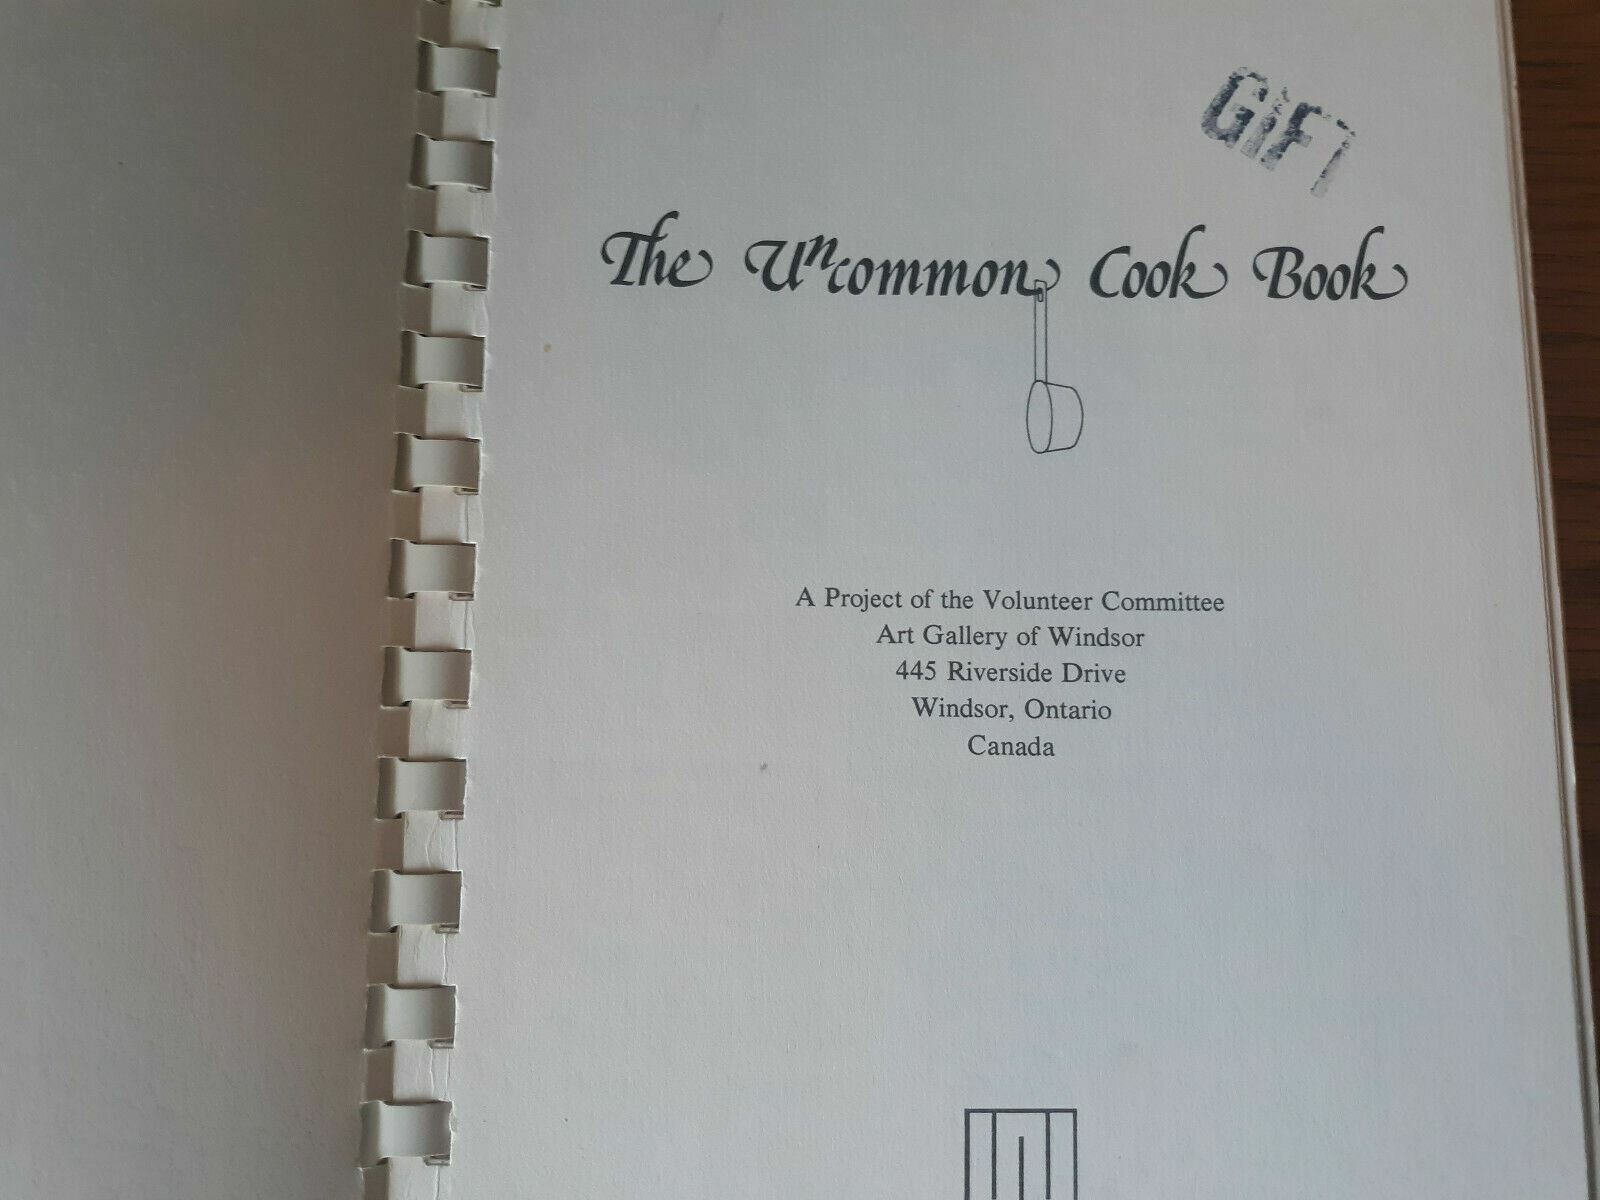 GIFT
The Uncommon Cook Book
A Project of the Volunteer Committee
Art Gallery of Windsor
445 Riverside Drive
Windsor, Ontario
Canada